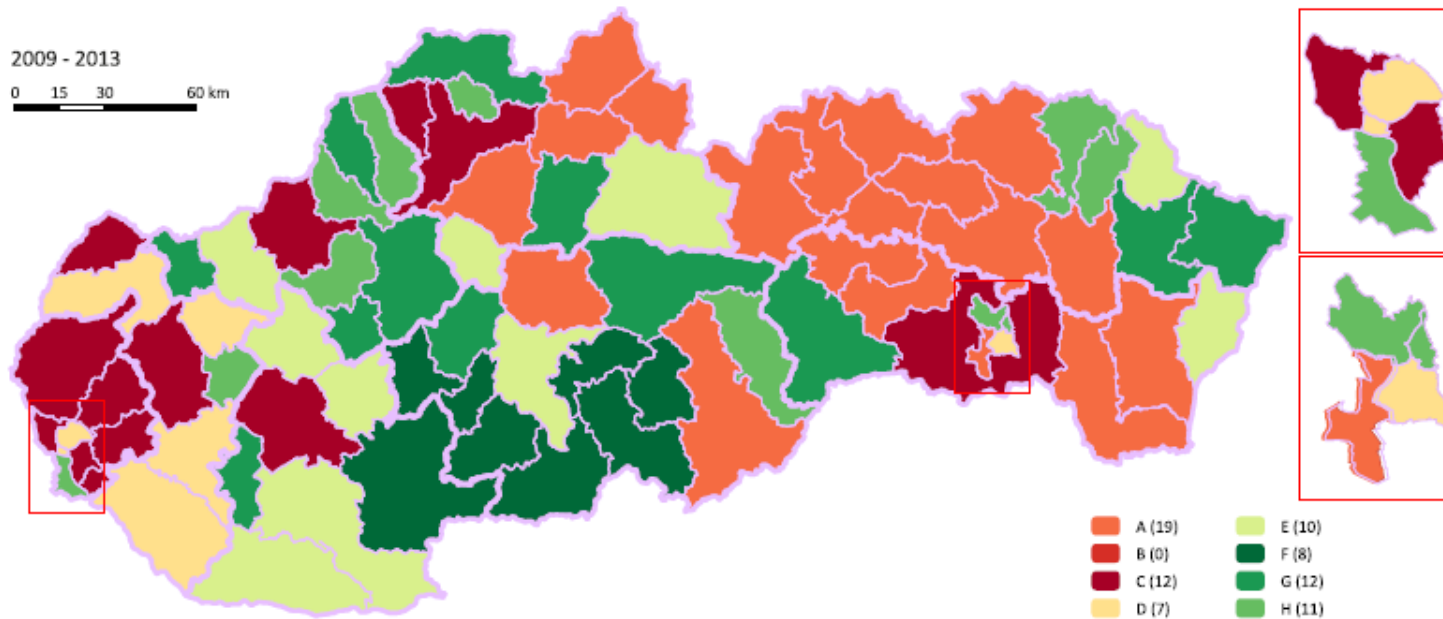 2009 - 2013
0 15 30 60 km
A (19)
B (0)
C (12)
D (7)
E (10)
F (8)
G (12)
H (11)